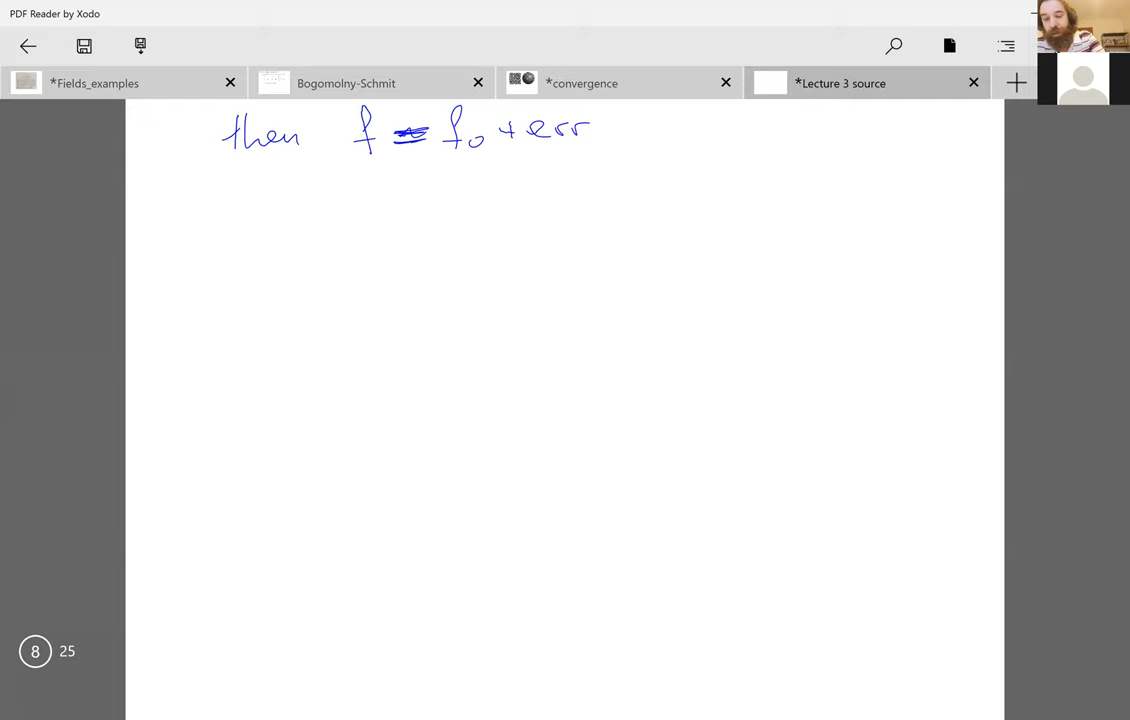 PDF Reader by Xodo
*Fields_examples
Bogomolny-Schmit
*convergence
*Lecture 3 source
then f = f₀ + err
8 25